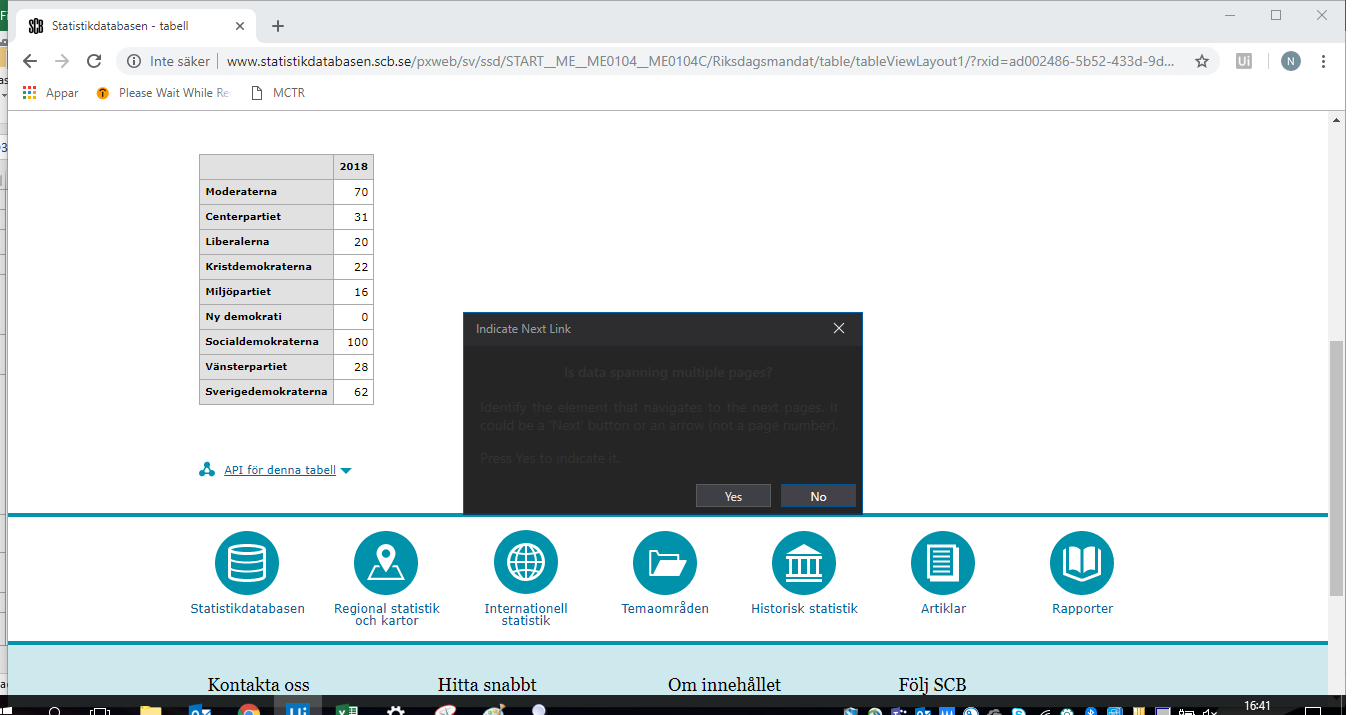 Statistikdatabasen - tabell
Inte säker
www.statistikdatabasen.scb.se/pxweb/sv/ssd/START__ME__ME0104__ME0104C/Riksdagsmandat/table/tableViewLayout1/?rxid=ad002486-5b52-433d-9d...
Ui
N
Appar
Please Wait While Re
MCTR
2018
Moderaterna 70
Centerpartiet 31
Liberalerna 20
Kristdemokraterna 22
Miljöpartiet 16
Ny demokrati 0
Socialdemokraterna 100
Vänsterpartiet 28
Sverigedemokraterna 62
Indicate Next Link
Is data spanning multiple pages?
Identify the element that navigates to the next pages. It
could be a 'Next' button or an arrow (not a page number).
Press Yes to indicate it.
Yes
No
API för denna tabell
Statistikdatabasen
Regional statistik
och kartor
Internationell
statistik
Temaområden
Historisk statistik
Artiklar
Rapporter
Kontakta oss
Hitta snabbt
Om innehållet
Följ SCB
16:41